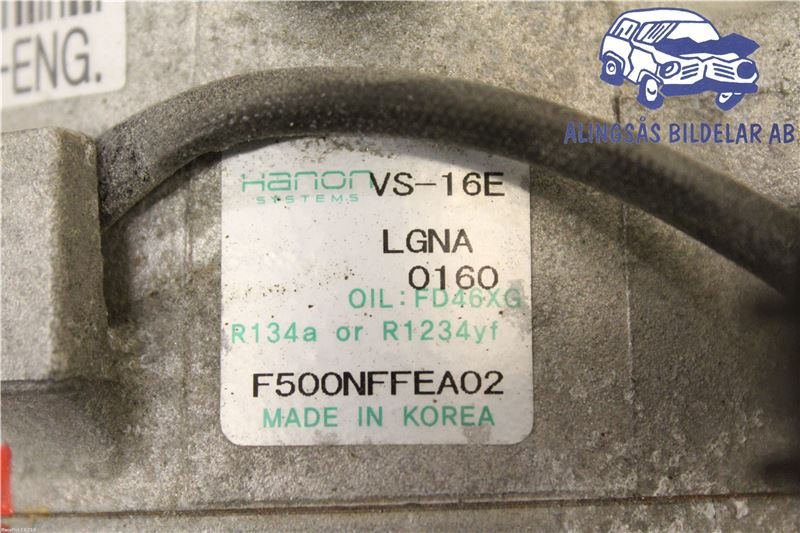 -ENG.
ALINGSÅS BILDELAR AB
Hanon VS-16E
SYSTEMS
LGNA
0160
OIL:FD46XG
R134a or R1234yf
F500NFFEA02
MADE IN KOREA